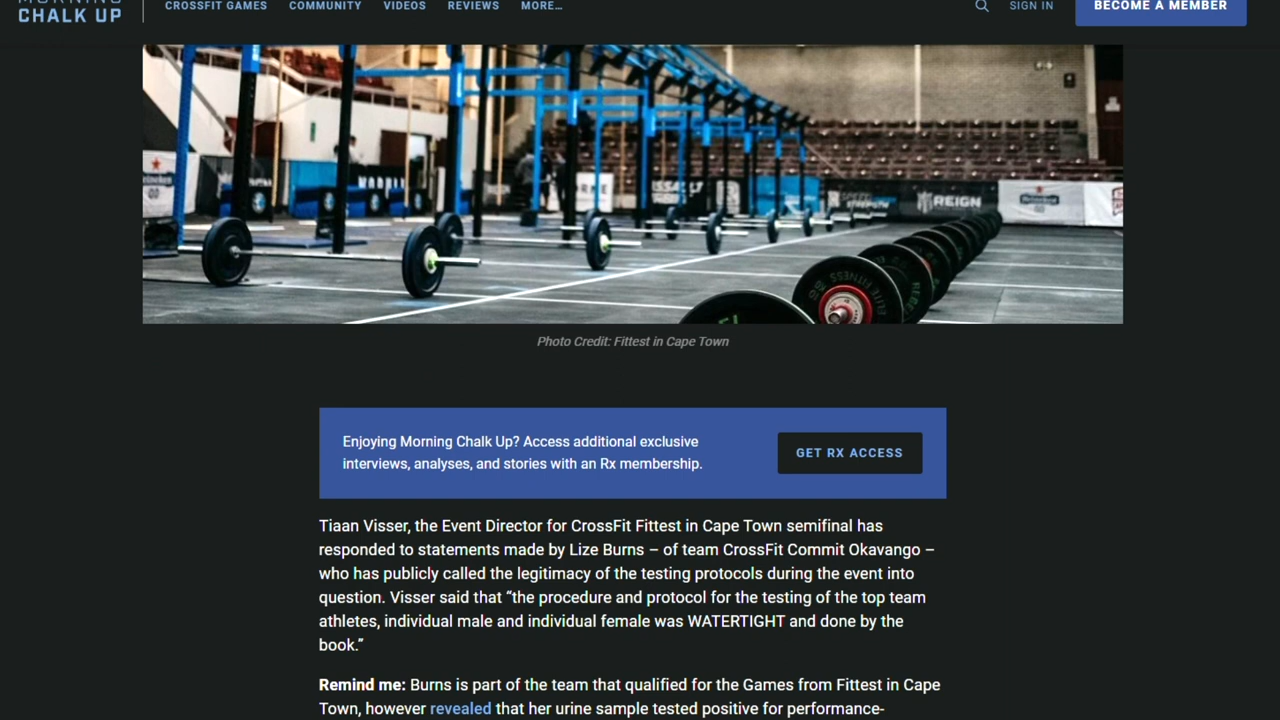 MORNING
CHALK UP
CROSSFIT GAMES
COMMUNITY
VIDEOS
REVIEWS
MORE...
SIGN IN
BECOME A MEMBER
REIGN
Photo Credit: Fittest in Cape Town
Enjoying Morning Chalk Up? Access additional exclusive
interviews, analyses, and stories with an Rx membership.
GET RX ACCESS
Tiaan Visser, the Event Director for CrossFit Fittest in Cape Town semifinal has
responded to statements made by Lize Burns – of team CrossFit Commit Okavango –
who has publicly called the legitimacy of the testing protocols during the event into
question. Visser said that “the procedure and protocol for the testing of the top team
athletes, individual male and individual female was WATERTIGHT and done by the
book.”
Remind me: Burns is part of the team that qualified for the Games from Fittest in Cape
Town, however revealed that her urine sample tested positive for performance-